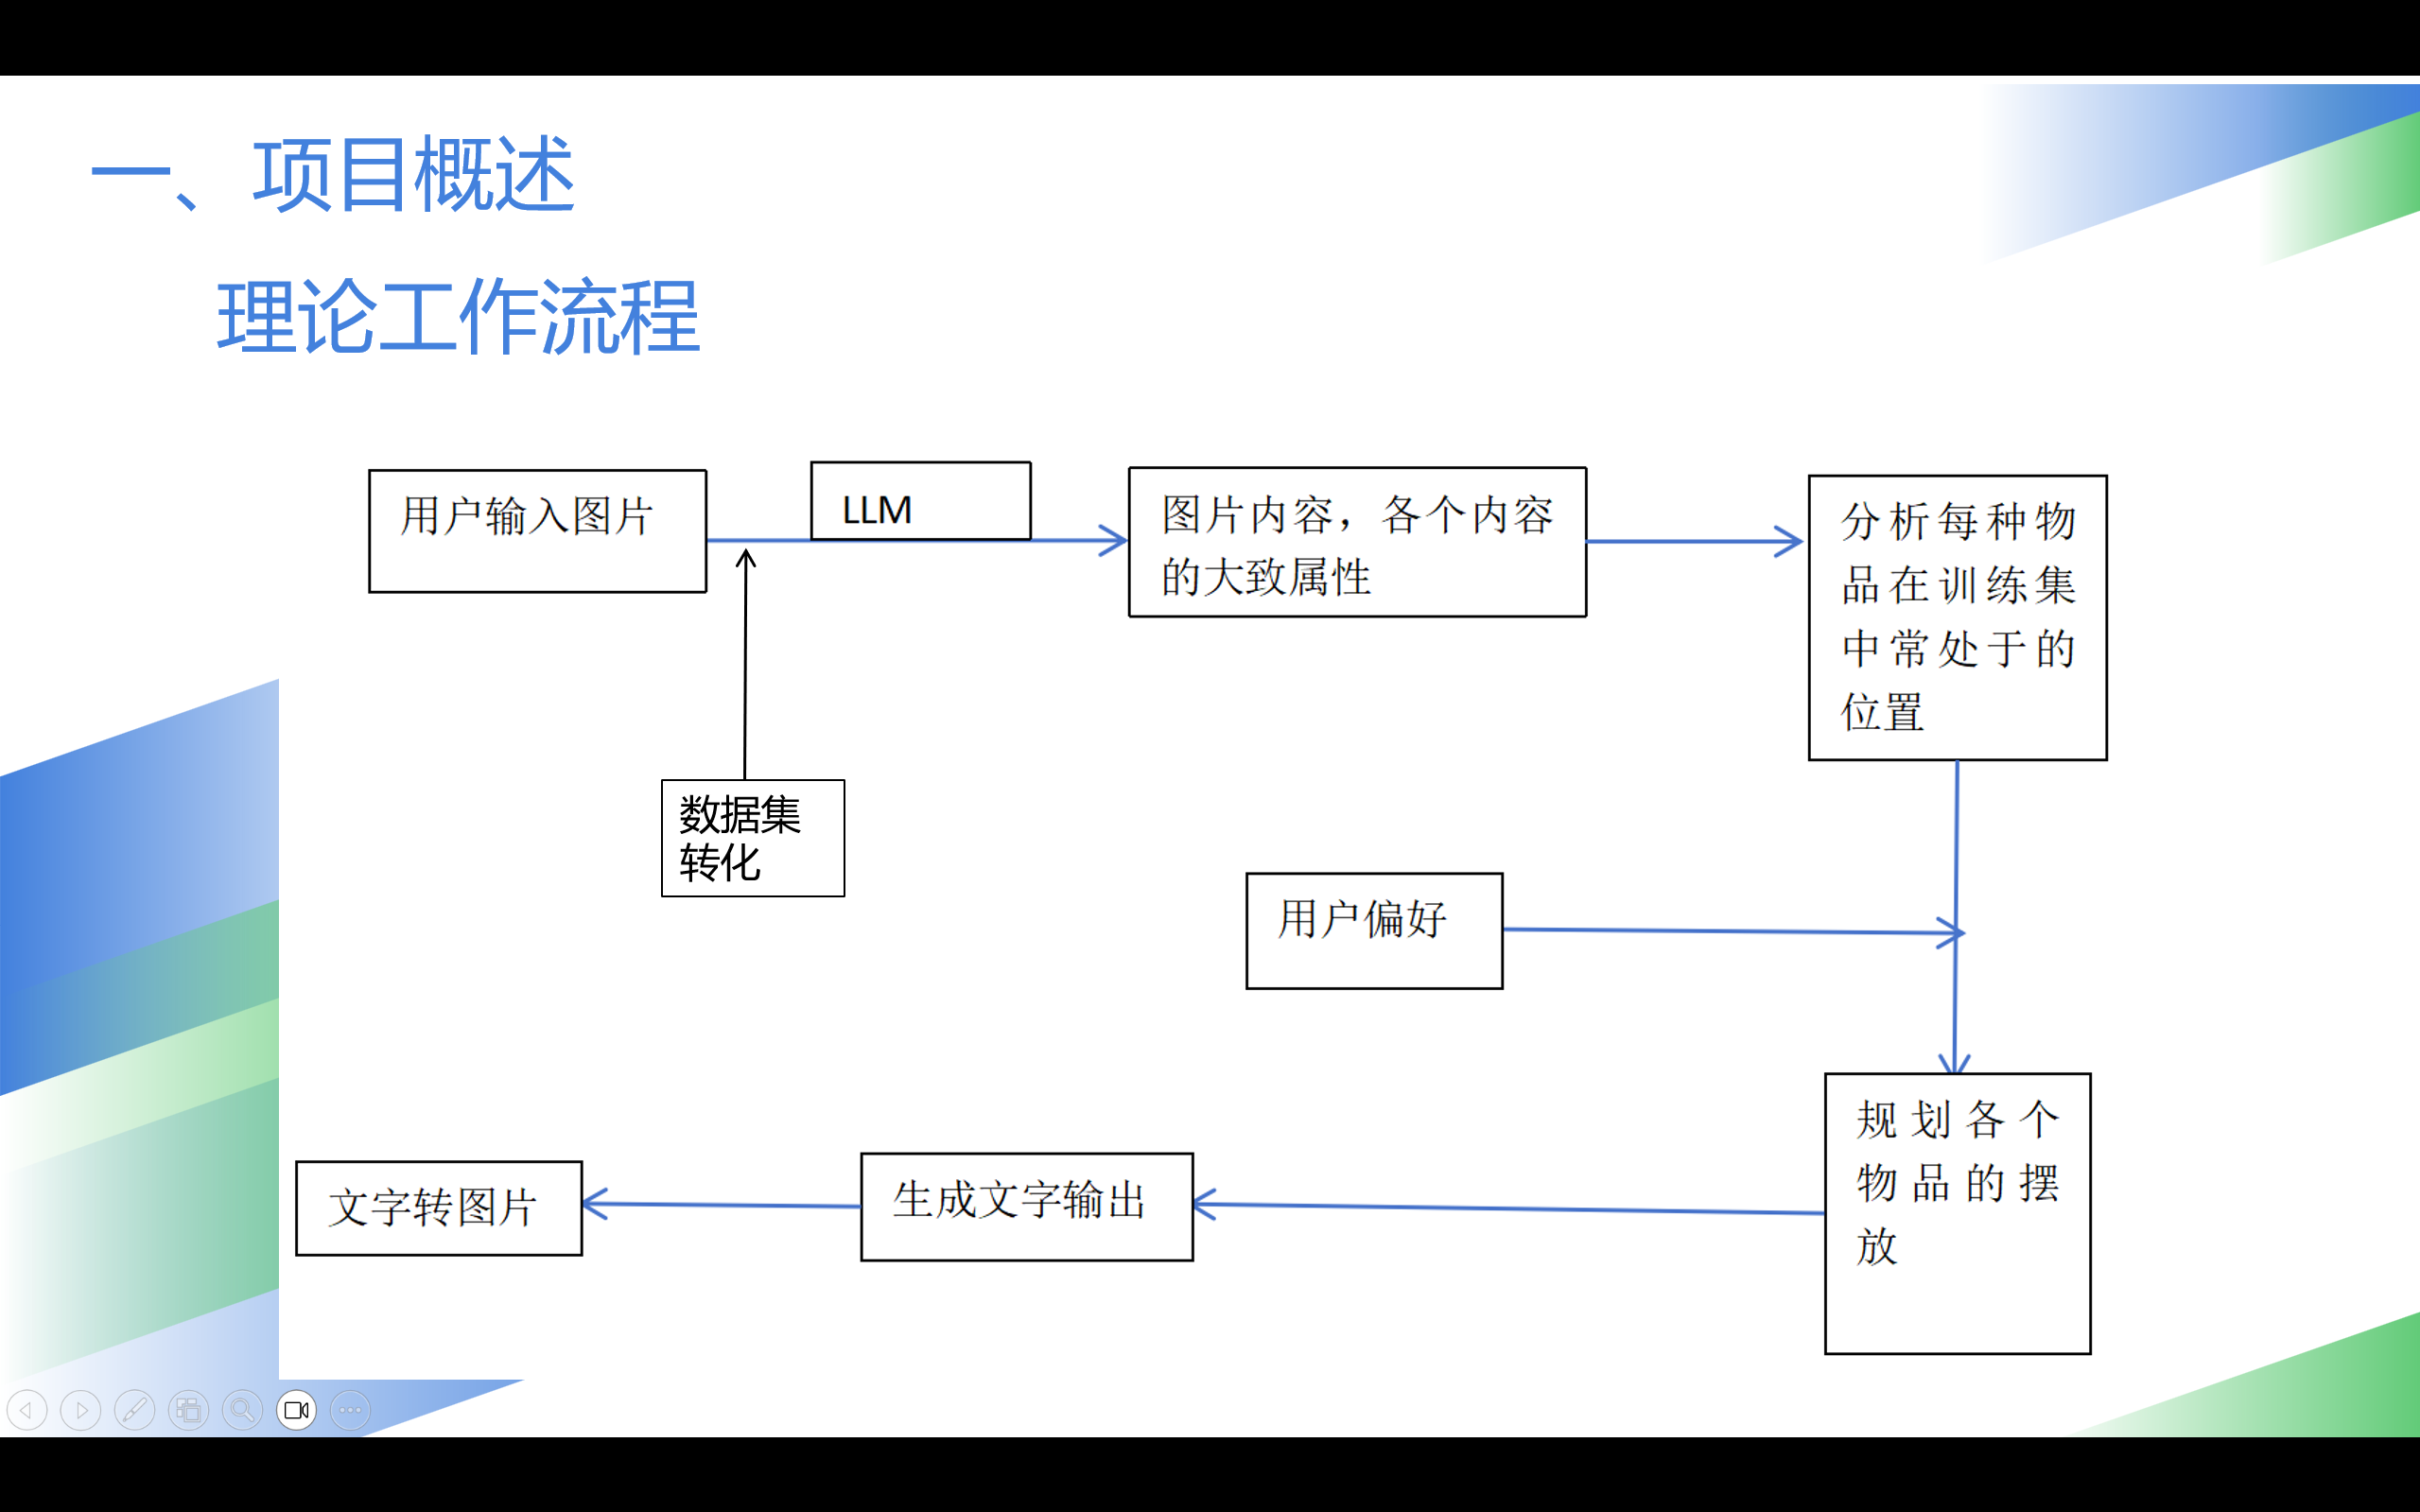 一、项目概述
理论工作流程
用户输入图片
LLM
图片内容，各个内容
的大致属性
分析每种物
品在训练集
中常处于的
位置
数据集
转化
用户偏好
规划各个
物品的摆
放
生成文字输出
文字转图片